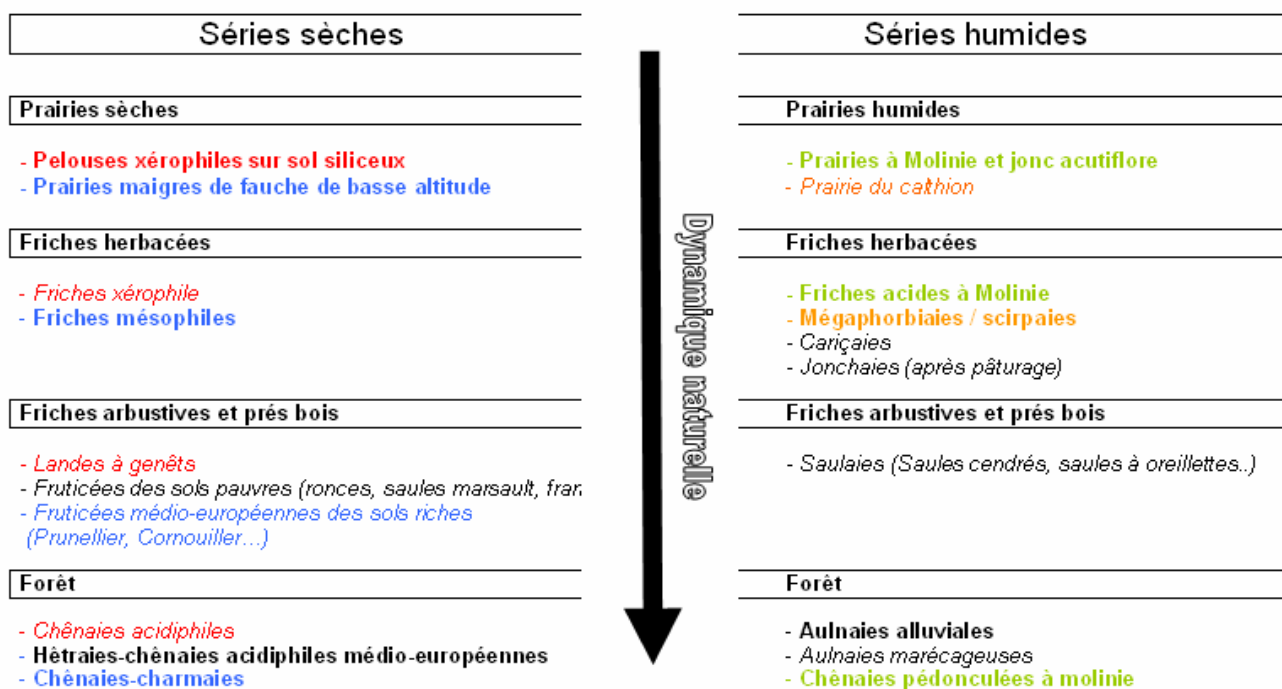 Séries sèches
Prairies sèches
- Pelouses xérophiles sur sol siliceux
- Prairies maigres de fauche de basse altitude
Friches herbacées
- Friches xérophile
- Friches mésophiles
Friches arbustives et prés bois
- Landes à genêts
- Fruticées des sols pauvres (ronces, saules marsault,
- Fruticées médio-européennes des sols riches
(Prunellier, Cornouiller…)
Forêt
- Chênaies acidiphiles
- Hêtraies-chênaies acidiphiles médio-européennes
- Chênaies-charmaies
Dynamique naturelle
Séries humides
Prairies humides
- Prairies à Molinie et jonc acutiflore
- Prairie du calthion
Friches herbacées
- Friches acides à Molinie
- Mégaphorbiaies / scirpaies
- Cariçaies
- Jonchaies (après pâturage)
Friches arbustives et prés bois
- Saulaies (Saules cendrés, saules à oreillettes..)
Forêt
- Aulnaies alluviales
- Aulnaies marécageuses
- Chènaies pédonculées à molinie